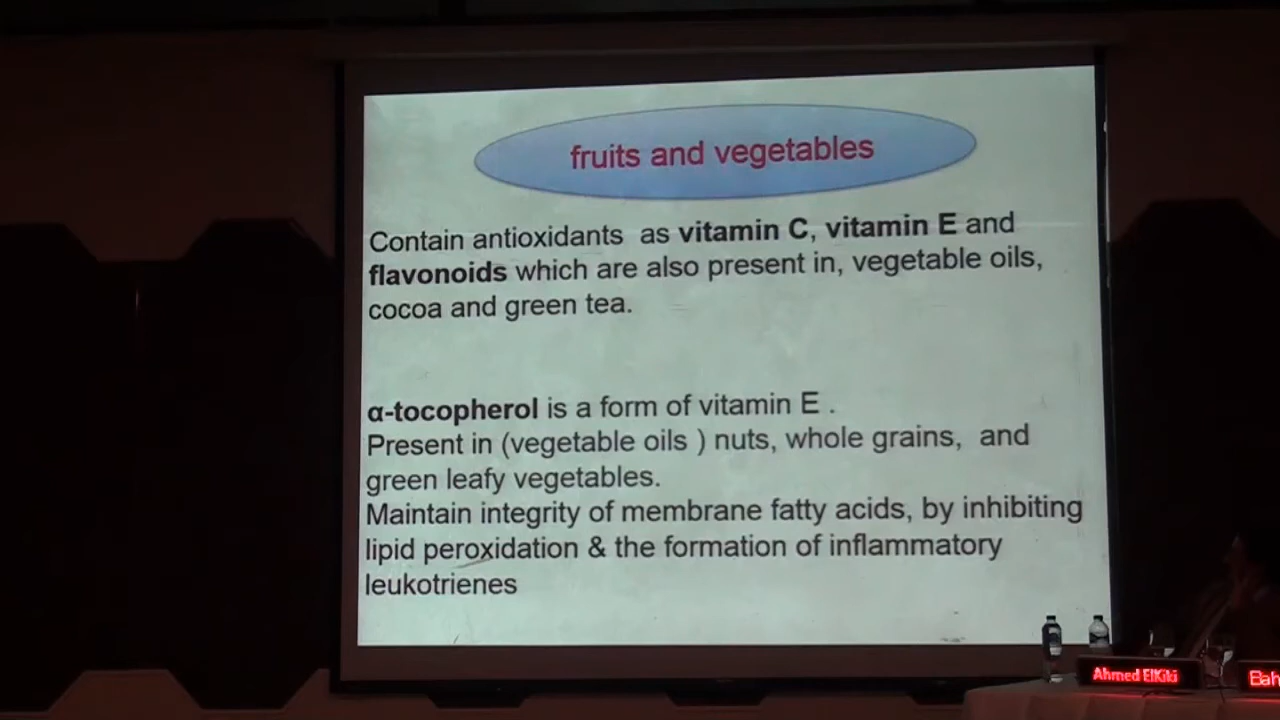 fruits and vegetables
Contain antioxidants as vitamin C, vitamin E and
flavonoids which are also present in, vegetable oils,
cocoa and green tea.
α-tocopherol is a form of vitamin E .
Present in (vegetable oils ) nuts, whole grains, and
green leafy vegetables.
Maintain integrity of membrane fatty acids, by inhibiting
lipid peroxidation & the formation of inflammatory
leukotrienes
Ahmed ElKiki
Bah